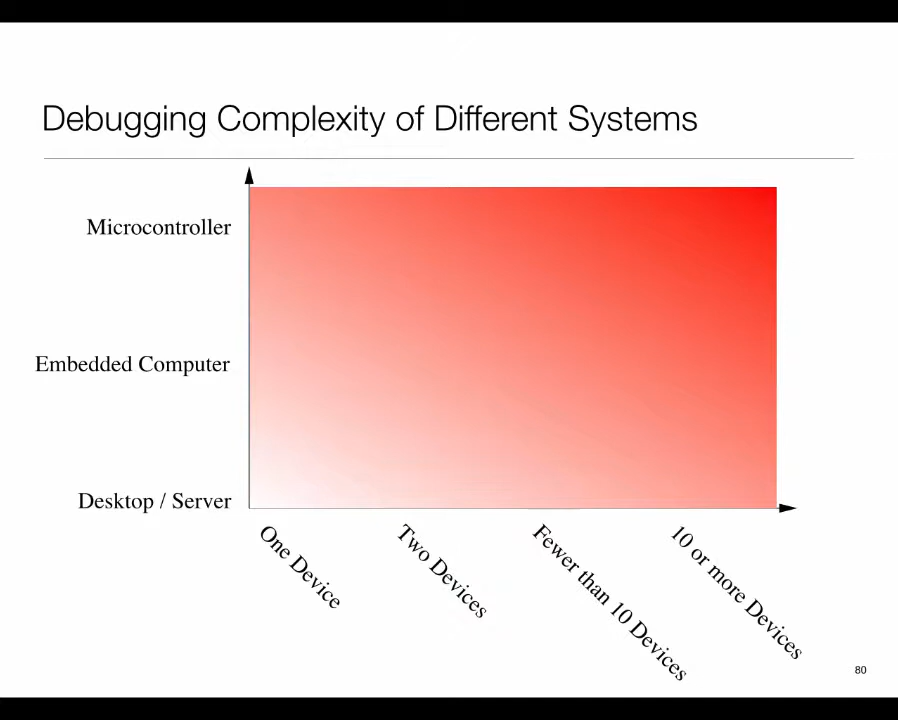 Debugging Complexity of Different Systems
Microcontroller
Embedded Computer
Desktop / Server
One Device
Two Devices
Fewer than 10 Devices
10 or more Devices
80